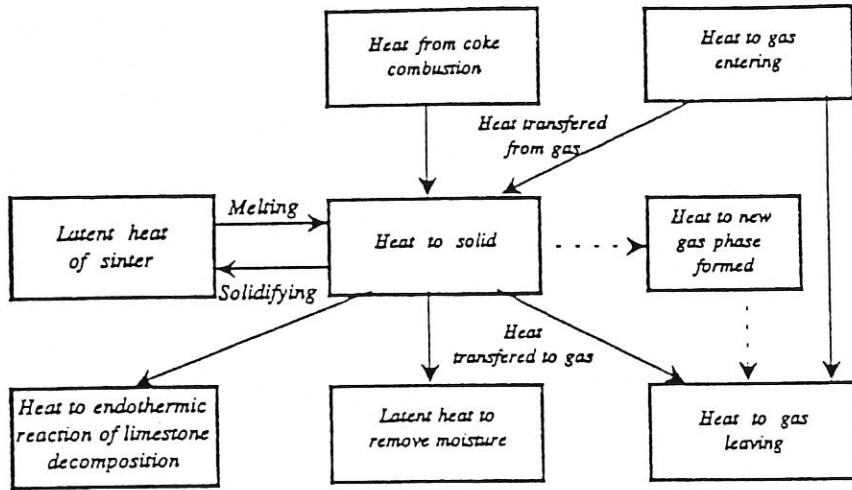 Heat from coke
combustion
Heat to gas
entering
Heat transfered
from gas
Latent heat
of sinter
Melting
Solidifying
Heat to solid
Heat to new
gas phase
formed
Heat
transfered to gas
Heat to endothermic
reaction of limestone
decomposition
Latent heat to
remove moisture
Heat to gas
leaving